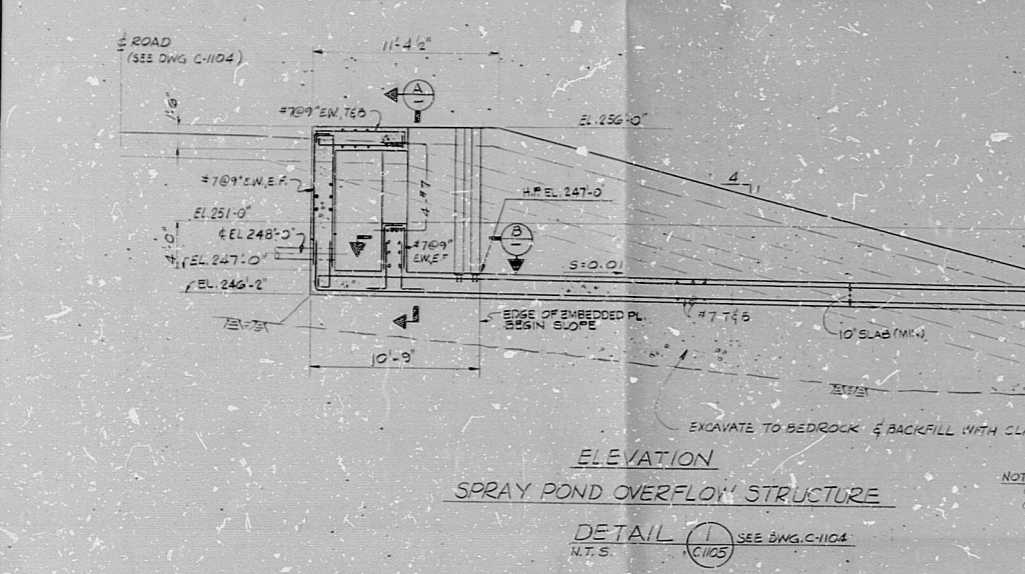 ℄ ROAD
(SEE DWG C-1104)
11'-4½"
A
#7@9"E.W., T&B
EL. 256'-0"
1'-6"
#7@9" E.W., E.F.
4-#7
4
1
H.P. EL. 247'-0"
EL. 251'-0"
℄ EL 248'-0"
4'-0"
B
#7@9"
E.W., E.F.
EL. 247'-0"
S=0.01
EL. 246'-2"
EDGE OF EMBEDDED PL.
BEGIN SLOPE
#7 T&B
10" SLAB (MIN.)
10'-9"
EXCAVATE TO BEDROCK & BACKFILL WITH
ELEVATION
SPRAY POND OVERFLOW STRUCTURE
DETAIL 1 SEE DWG. C-1104
N.T.S. C1105